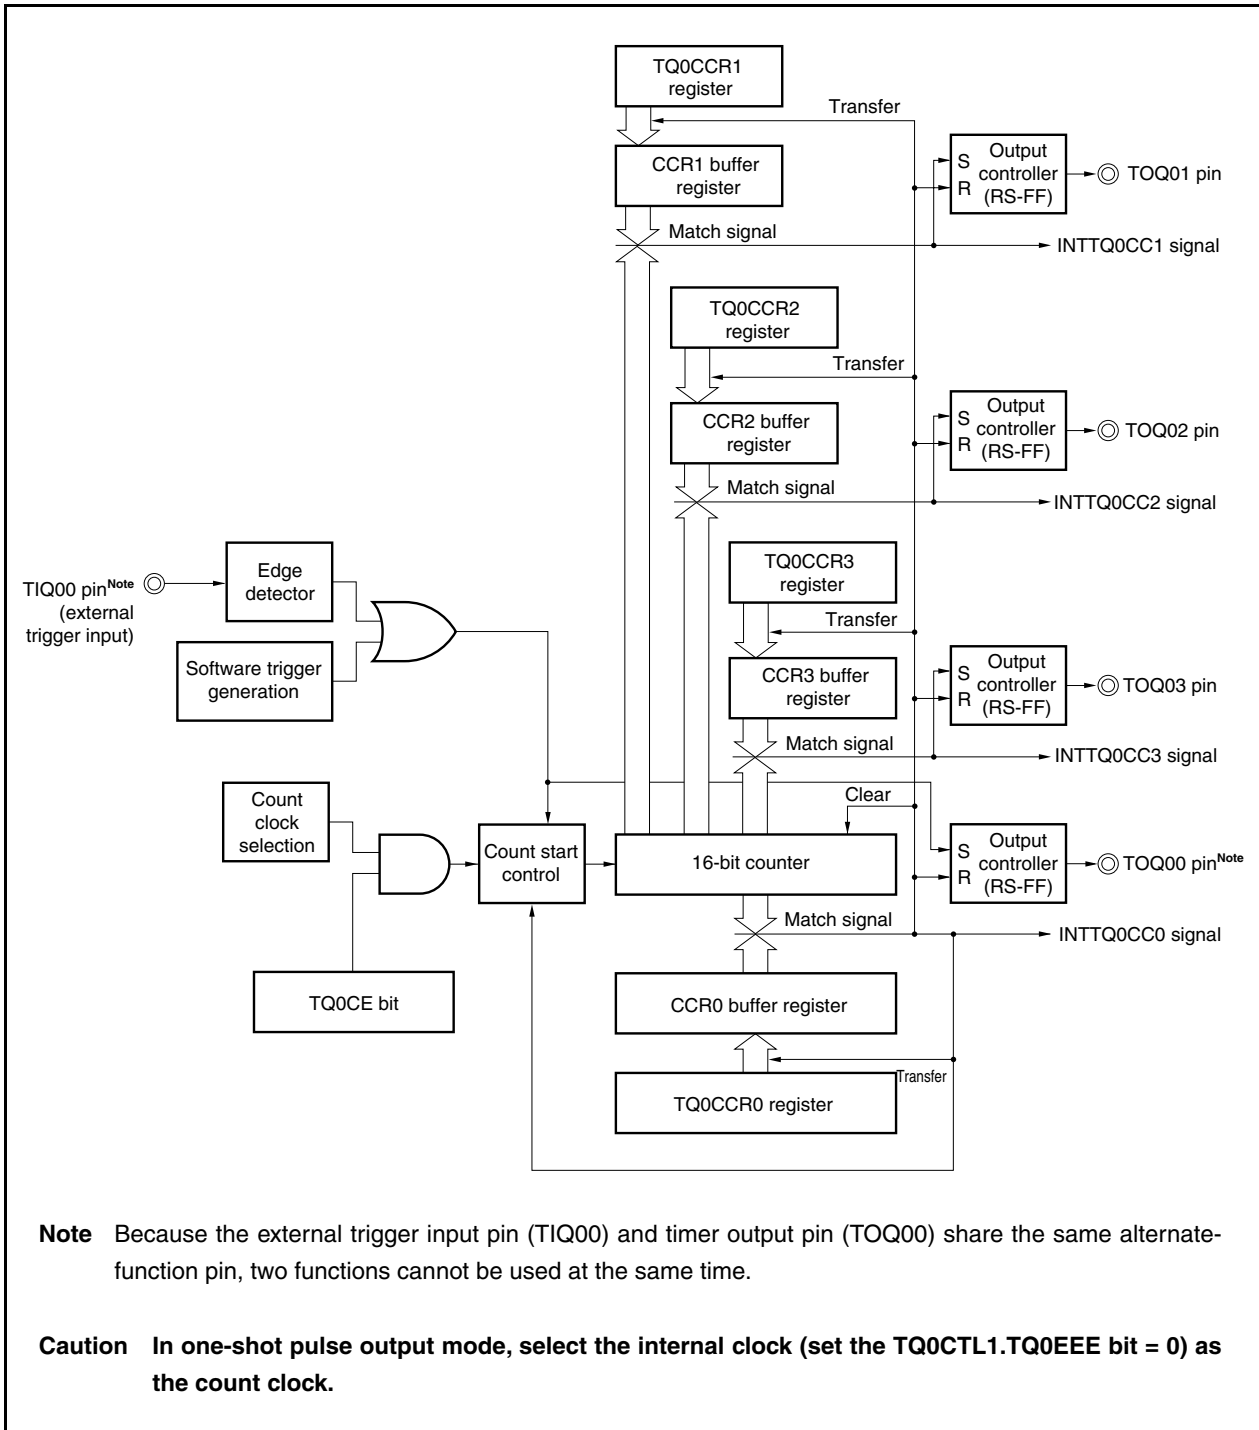 TQ0CCR1
register
Transfer
CCR1 buffer
register
S
R
Output
controller
(RS-FF)
TOQ01 pin
Match signal
INTTQ0CC1 signal
TQ0CCR2
register
Transfer
CCR2 buffer
register
S
R
Output
controller
(RS-FF)
TOQ02 pin
Match signal
INTTQ0CC2 signal
TIQ00 pinNote
(external
trigger input)
Edge
detector
Software trigger
generation
TQ0CCR3
register
Transfer
CCR3 buffer
register
S
R
Output
controller
(RS-FF)
TOQ03 pin
Match signal
INTTQ0CC3 signal
Count
clock
selection
Count start
control
Clear
16-bit counter
S
R
Output
controller
(RS-FF)
TOQ00 pinNote
Match signal
INTTQ0CC0 signal
TQ0CE bit
CCR0 buffer register
Transfer
TQ0CCR0 register
Note Because the external trigger input pin (TIQ00) and timer output pin (TOQ00) share the same alternate-
function pin, two functions cannot be used at the same time.
Caution In one-shot pulse output mode, select the internal clock (set the TQ0CTL1.TQ0EEE bit = 0) as
the count clock.